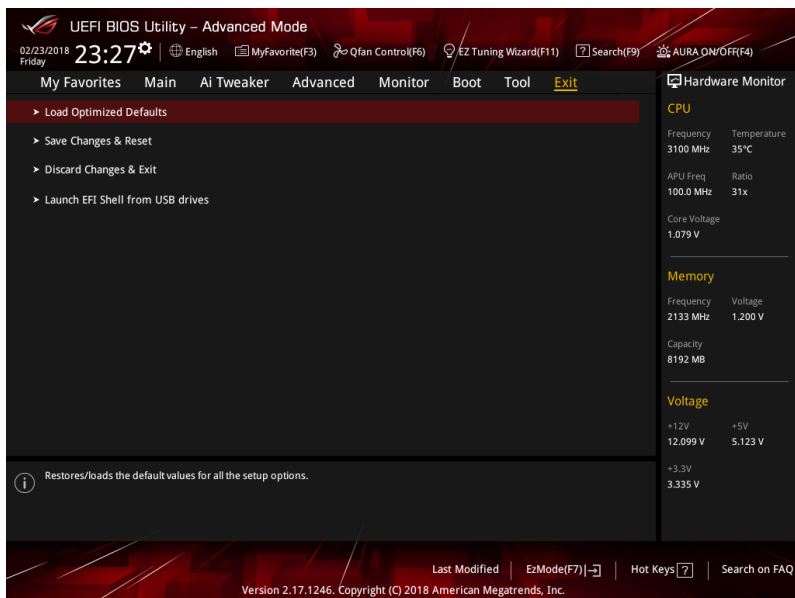 UEFI BIOS Utility – Advanced Mode
02/23/2018 Friday 23:27 English MyFavorite(F3) Qfan Control(F6) EZ Tuning Wizard(F11) ? Search(F9) AURA ON/OFF(F4)
My Favorites Main Ai Tweaker Advanced Monitor Boot Tool Exit
Load Optimized Defaults
Save Changes & Reset
Discard Changes & Exit
Launch EFI Shell from USB drives
Hardware Monitor
CPU
Frequency Temperature
3100 MHz 35°C
APU Freq Ratio
100.0 MHz 31x
Core Voltage
1.079 V
Memory
Frequency Voltage
2133 MHz 1.200 V
Capacity
8192 MB
Voltage
+12V +5V
12.099 V 5.123 V
+3.3V
3.335 V
i Restores/loads the default values for all the setup options.
Last Modified EzMode(F7) Hot Keys ? Search on FAQ
Version 2.17.1246. Copyright (C) 2018 American Megatrends, Inc.